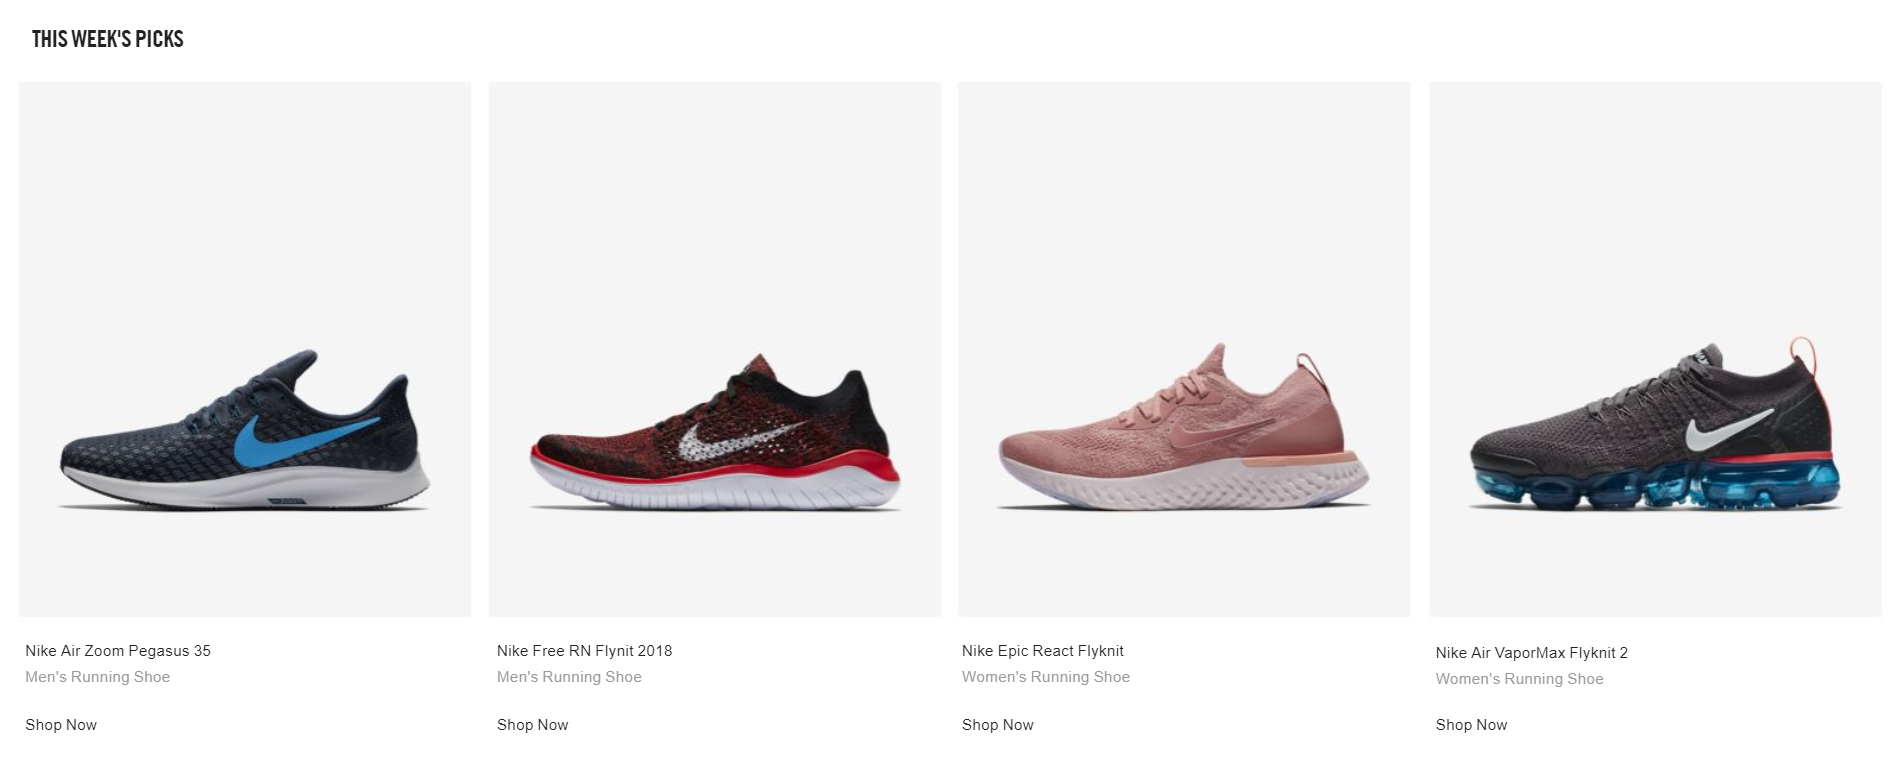 THIS WEEK'S PICKS
Nike Air Zoom Pegasus 35
Men's Running Shoe
Shop Now
Nike Free RN Flynit 2018
Men's Running Shoe
Shop Now
Nike Epic React Flyknit
Women's Running Shoe
Shop Now
Nike Air VaporMax Flyknit 2
Women's Running Shoe
Shop Now